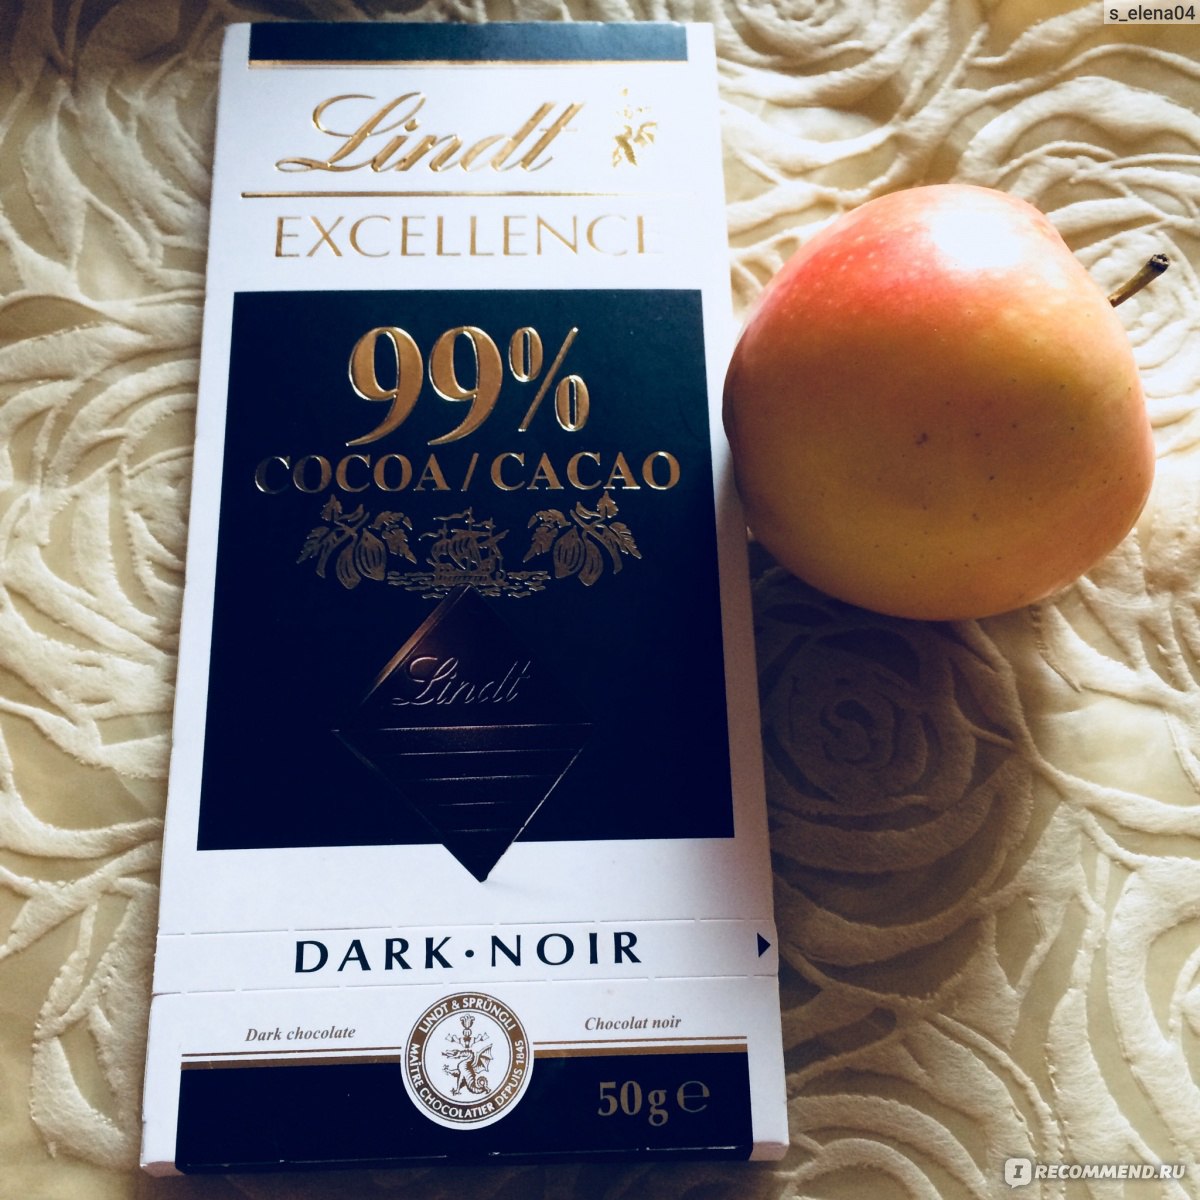 s_elena04
Lindt
EXCELLENCE
99%
COCOA / CACAO
Lindt
DARK · NOIR
Dark chocolate
Chocolat noir
LINDT & SPRÜNGLI
MAÎTRE CHOCOLATIER DEPUIS 1845
50g ℮
I RECOMMEND.RU